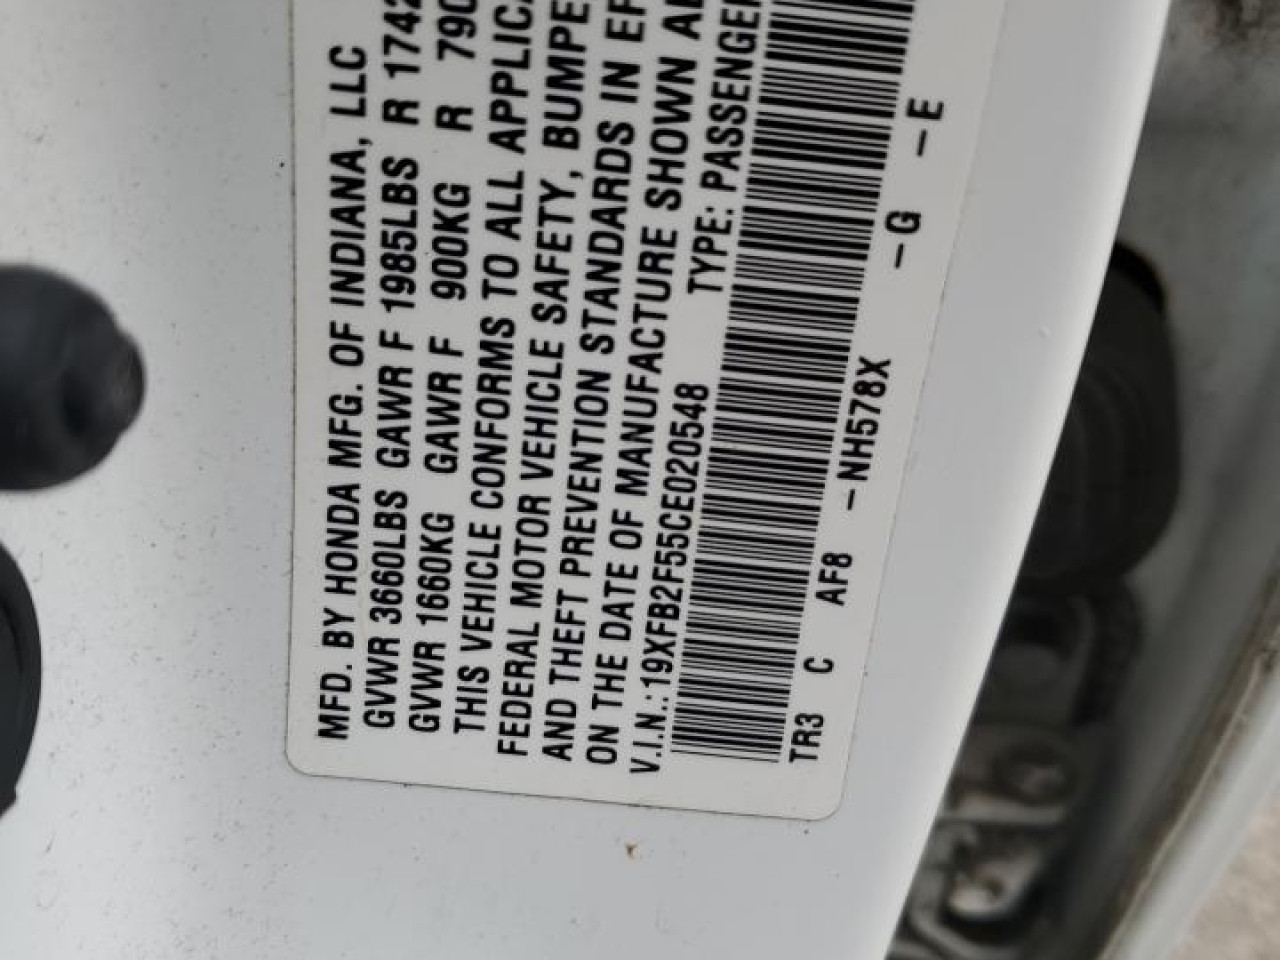 MFD. BY HONDA MFG. OF INDIANA, LLC
GVWR 3660LBS GAWR F 1985LBS R 174
GVWR 1660KG GAWR F 900KG R 790
THIS VEHICLE CONFORMS TO ALL APPLICA
FEDERAL MOTOR VEHICLE SAFETY, BUMPE
AND THEFT PREVENTION STANDARDS IN EF
ON THE DATE OF MANUFACTURE SHOWN A
V.I.N.:19XFB2F55CE020548 TYPE: PASSENGER
TR3 C AF8 -NH578X -G -E